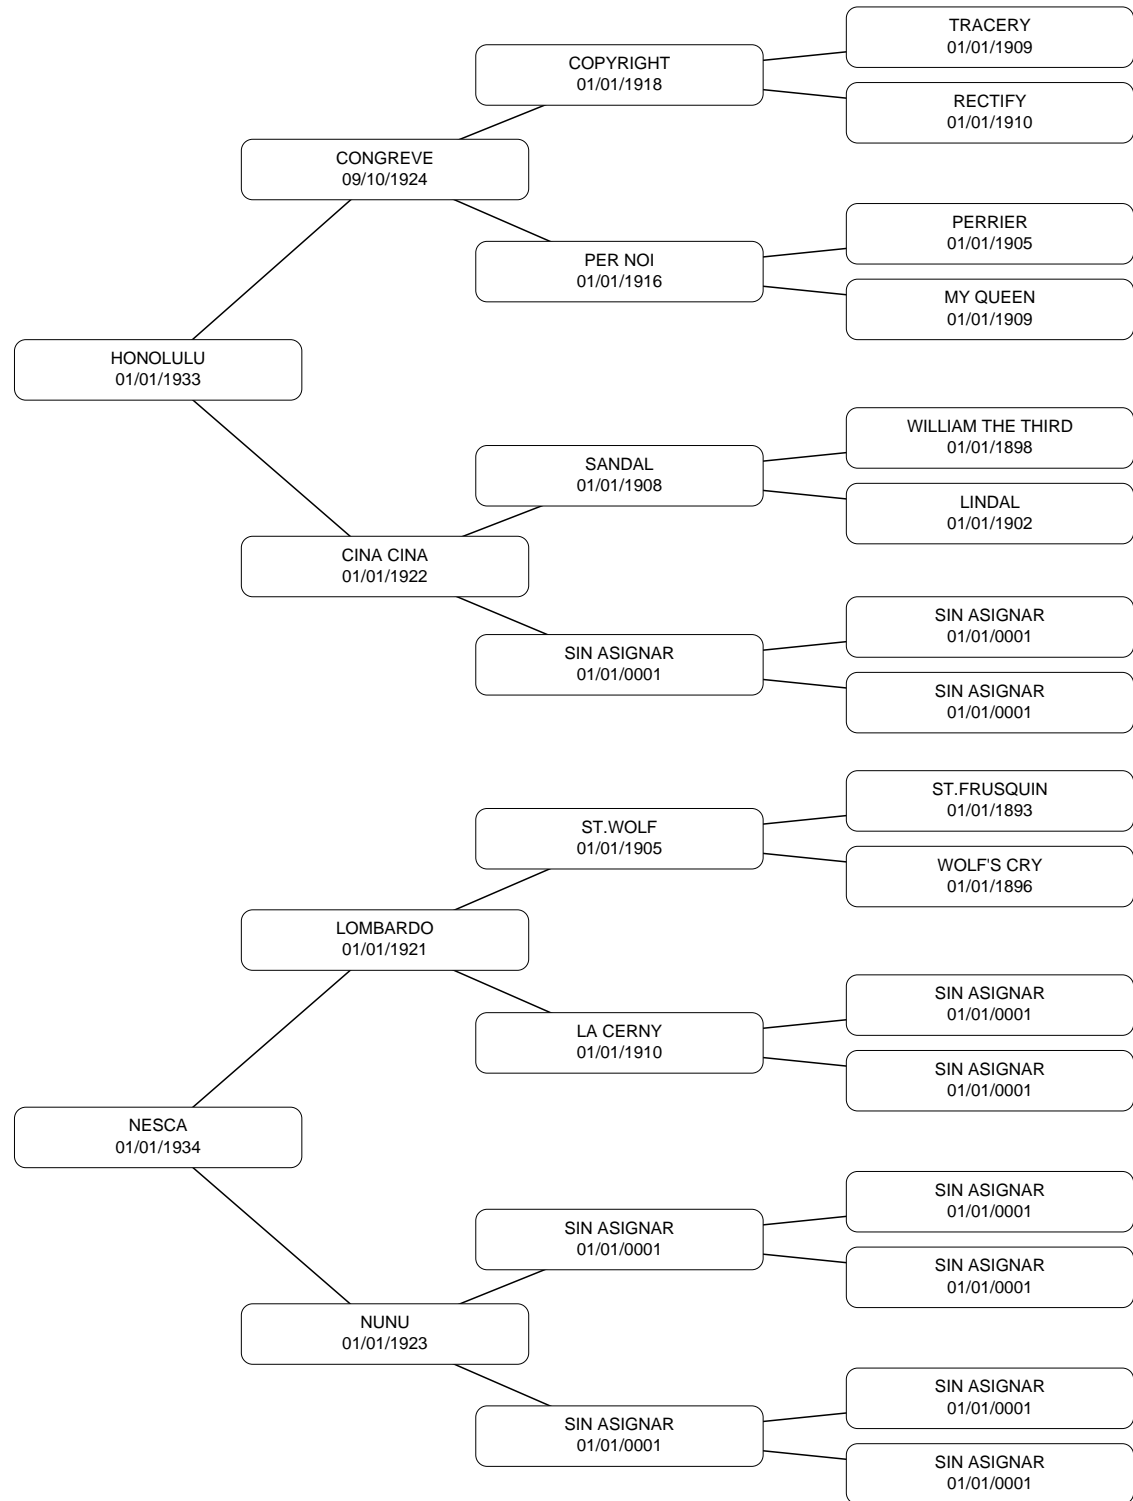 TRACERY
01/01/1909
COPYRIGHT
01/01/1918
RECTIFY
01/01/1910
CONGREVE
09/10/1924
PERRIER
01/01/1905
PER NOI
01/01/1916
MY QUEEN
01/01/1909
HONOLULU
01/01/1933
WILLIAM THE THIRD
01/01/1898
SANDAL
01/01/1908
LINDAL
01/01/1902
CINA CINA
01/01/1922
SIN ASIGNAR
01/01/0001
SIN ASIGNAR
01/01/0001
SIN ASIGNAR
01/01/0001
ST.FRUSQUIN
01/01/1893
ST.WOLF
01/01/1905
WOLF'S CRY
01/01/1896
LOMBARDO
01/01/1921
SIN ASIGNAR
01/01/0001
LA CERNY
01/01/1910
SIN ASIGNAR
01/01/0001
NESCA
01/01/1934
SIN ASIGNAR
01/01/0001
SIN ASIGNAR
01/01/0001
SIN ASIGNAR
01/01/0001
NUNU
01/01/1923
SIN ASIGNAR
01/01/0001
SIN ASIGNAR
01/01/0001
SIN ASIGNAR
01/01/0001